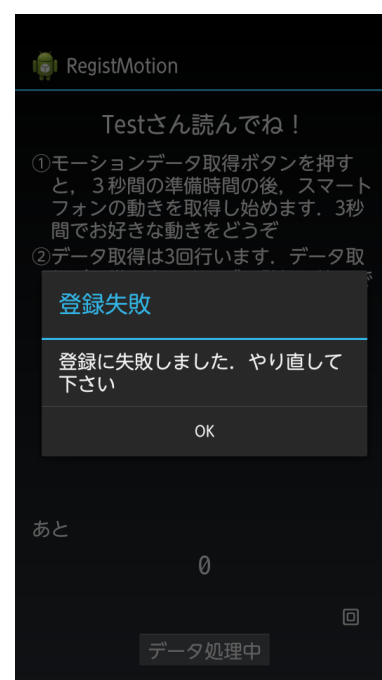 RegistMotion
Testさん読んでね！
①モーションデータ取得ボタンを押す
と，３秒間の準備時間の後，スマート
フォンの動きを取得し始めます．3秒
間でお好きな動きをどうぞ
②データ取得は3回行います．データ取
登録失敗
登録に失敗しました．やり直して
下さい
OK
あと
0
回
データ処理中